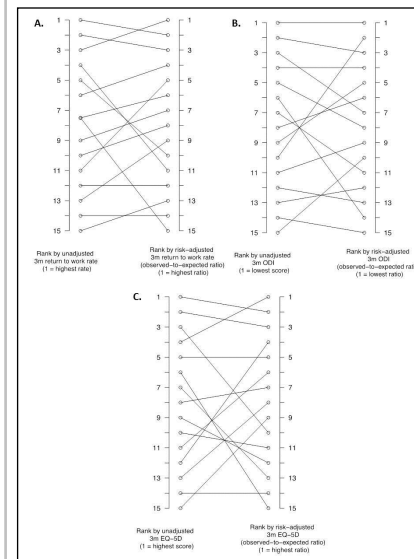 A.
1
3
5
7
9
11
13
15
1
3
5
7
9
11
13
15
Rank by unadjusted
3m return to work rate
(1 = highest rate)
Rank by risk−adjusted
3m return to work rate
(observed−to−expected ratio)
(1 = highest ratio)
B.
1
3
5
7
9
11
13
15
1
3
5
7
9
11
13
15
Rank by unadjusted
3m ODI
(1 = lowest score)
Rank by risk−adjusted
3m ODI
(observed−to−expected ratio)
(1 = lowest ratio)
C.
1
3
5
7
9
11
13
15
1
3
5
7
9
11
13
15
Rank by unadjusted
3m EQ−5D
(1 = highest score)
Rank by risk−adjusted
3m EQ−5D
(observed−to−expected ratio)
(1 = highest ratio)